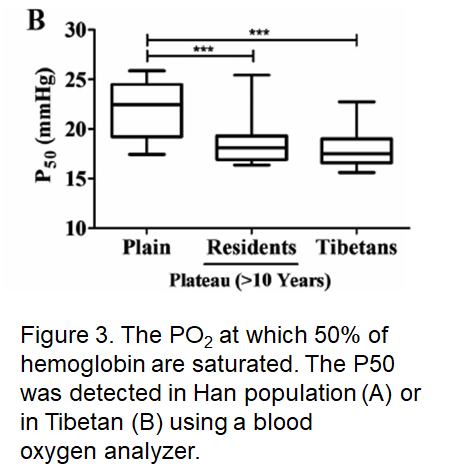 B
***
***
30
25
20
15
10
P50 (mmHg)
Plain Residents Tibetans
Plateau (>10 Years)
Figure 3. The PO2 at which 50% of
hemoglobin are saturated. The P50
was detected in Han population (A) or
in Tibetan (B) using a blood
oxygen analyzer.